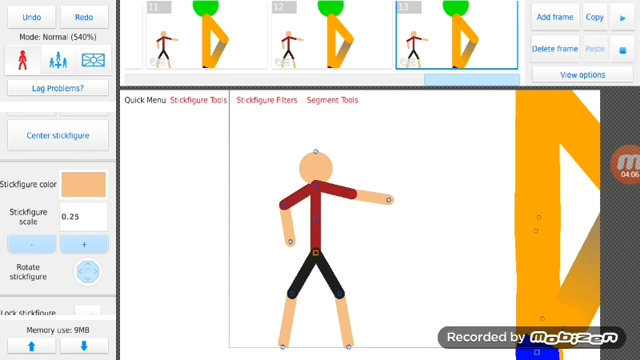 Undo
Redo
Mode: Normal (540%)
Lag Problems?
Center stickfigure
Stickfigure color
Stickfigure scale
0.25
-
+
Rotate stickfigure
Lock stickfigure
Memory use: 9MB
11
12
13
Add frame
Copy
Delete frame
Paste
View options
Quick Menu
Stickfigure Tools
Stickfigure Filters
Segment Tools
04:06
Recorded by
mobizen